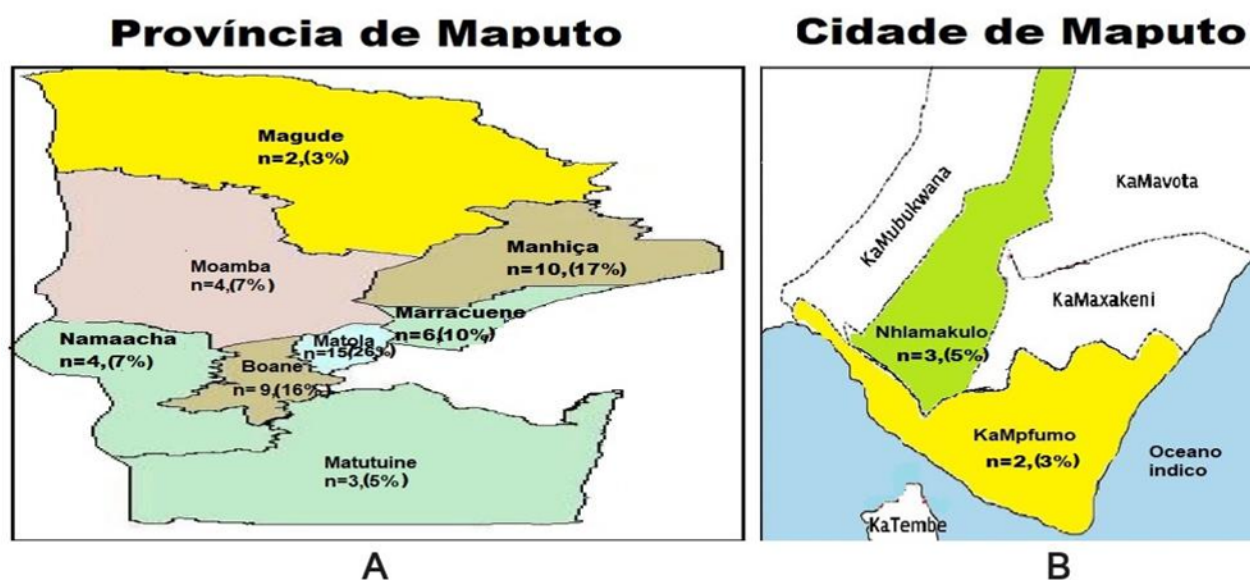 Província de Maputo
Magude
n=2,(3%)
Moamba
n=4,(7%)
Manhiça
n=10,(17%)
Marracuene
n=6,(10%)
Namaacha
n=4,(7%)
Matola
n=15(26%)
Boane
n= 9,(16%)
Matutuine
n=3,(5%)
A
Cidade de Maputo
KaMubukwana
KaMavota
KaMaxakeni
Nhlamakulo
n=3,(5%)
KaMpfumo
n=2,(3%)
Oceano
indico
KaTembe
B